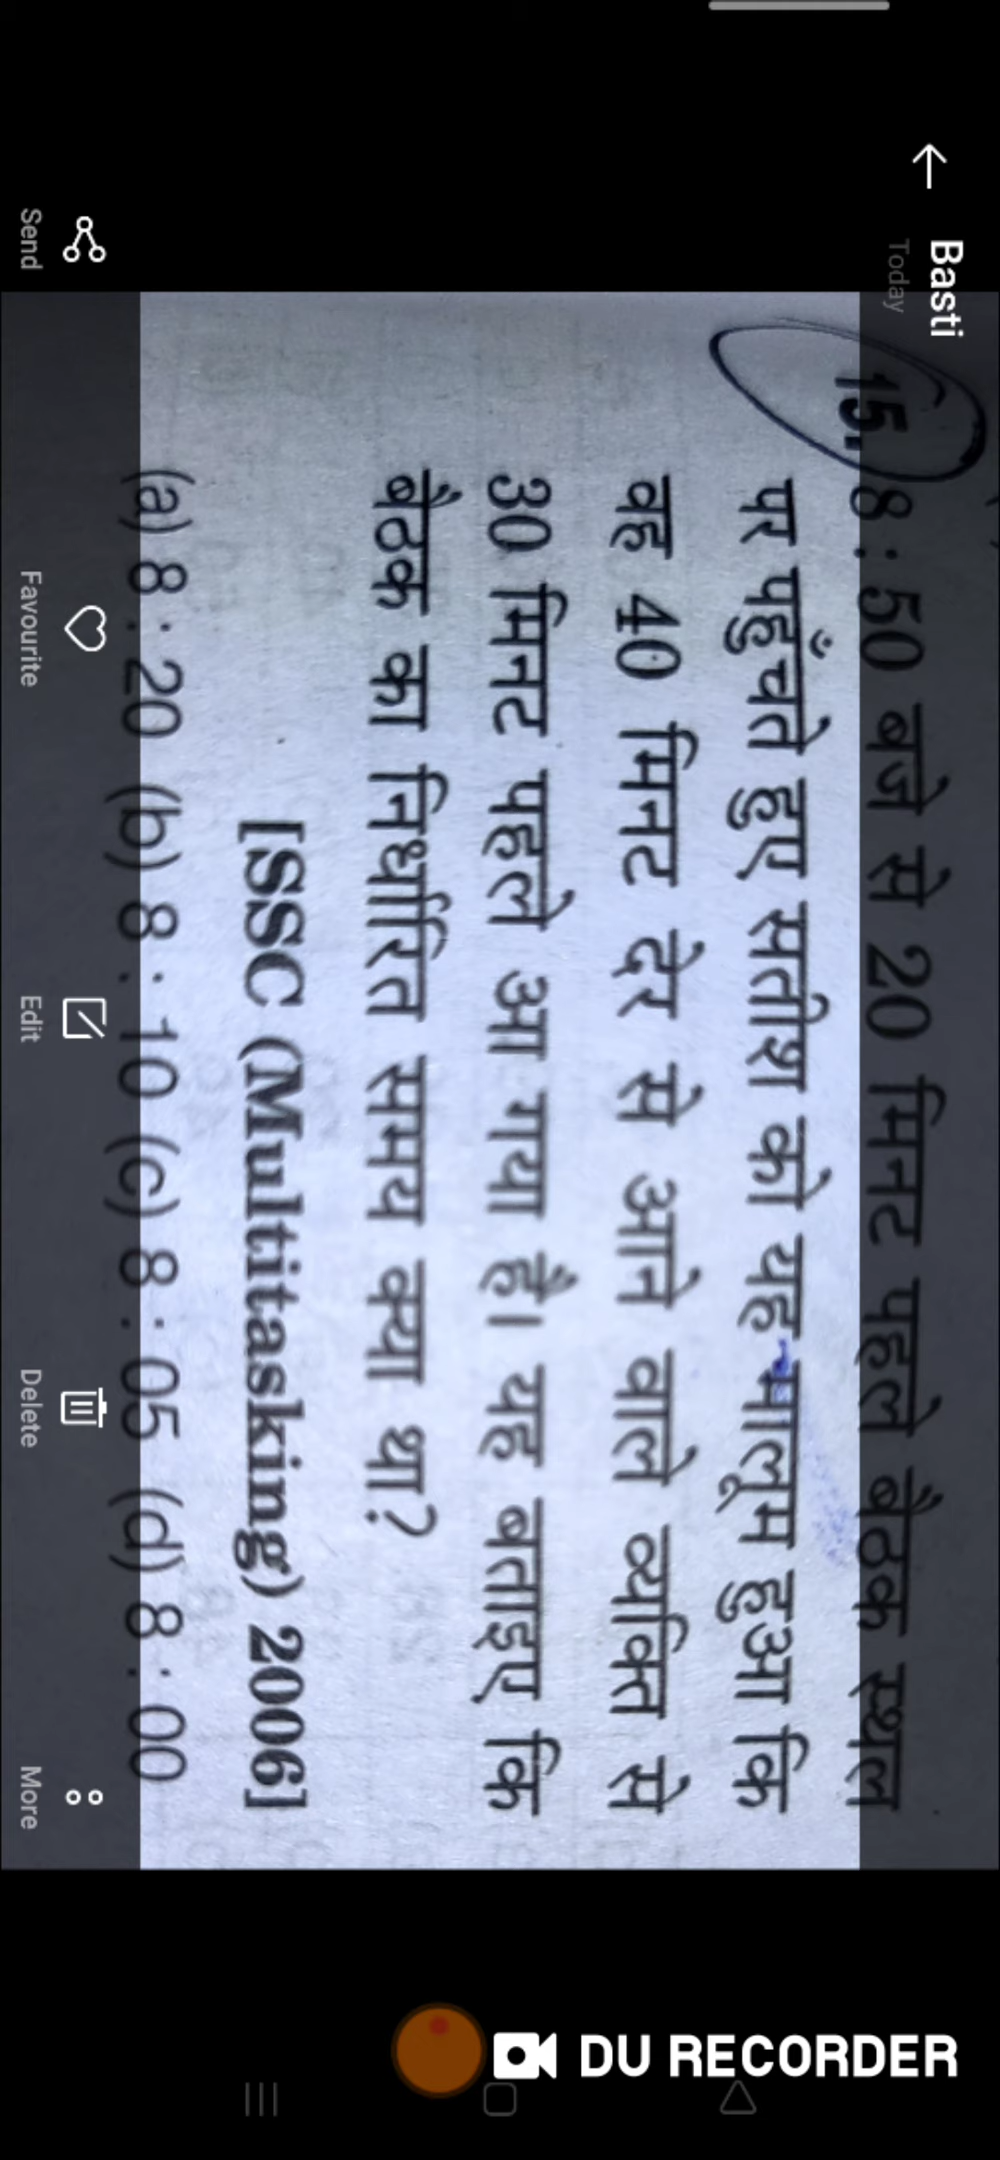 Basti
Today
15. 8 : 50 बजे से 20 मिनट पहले बैठक स्थल
पर पहुँचते हुए सतीश को यह मालूम हुआ कि
वह 40 मिनट देर से आने वाले व्यक्ति से
30 मिनट पहले आ गया है। यह बताइए कि
बैठक का निर्धारित समय क्या था?
[SSC (Multitasking) 2006]
(a) 8 : 20 (b) 8 : 10 (c) 8 : 05 (d) 8 : 00
Send Favourite Edit Delete More
DU RECORDER